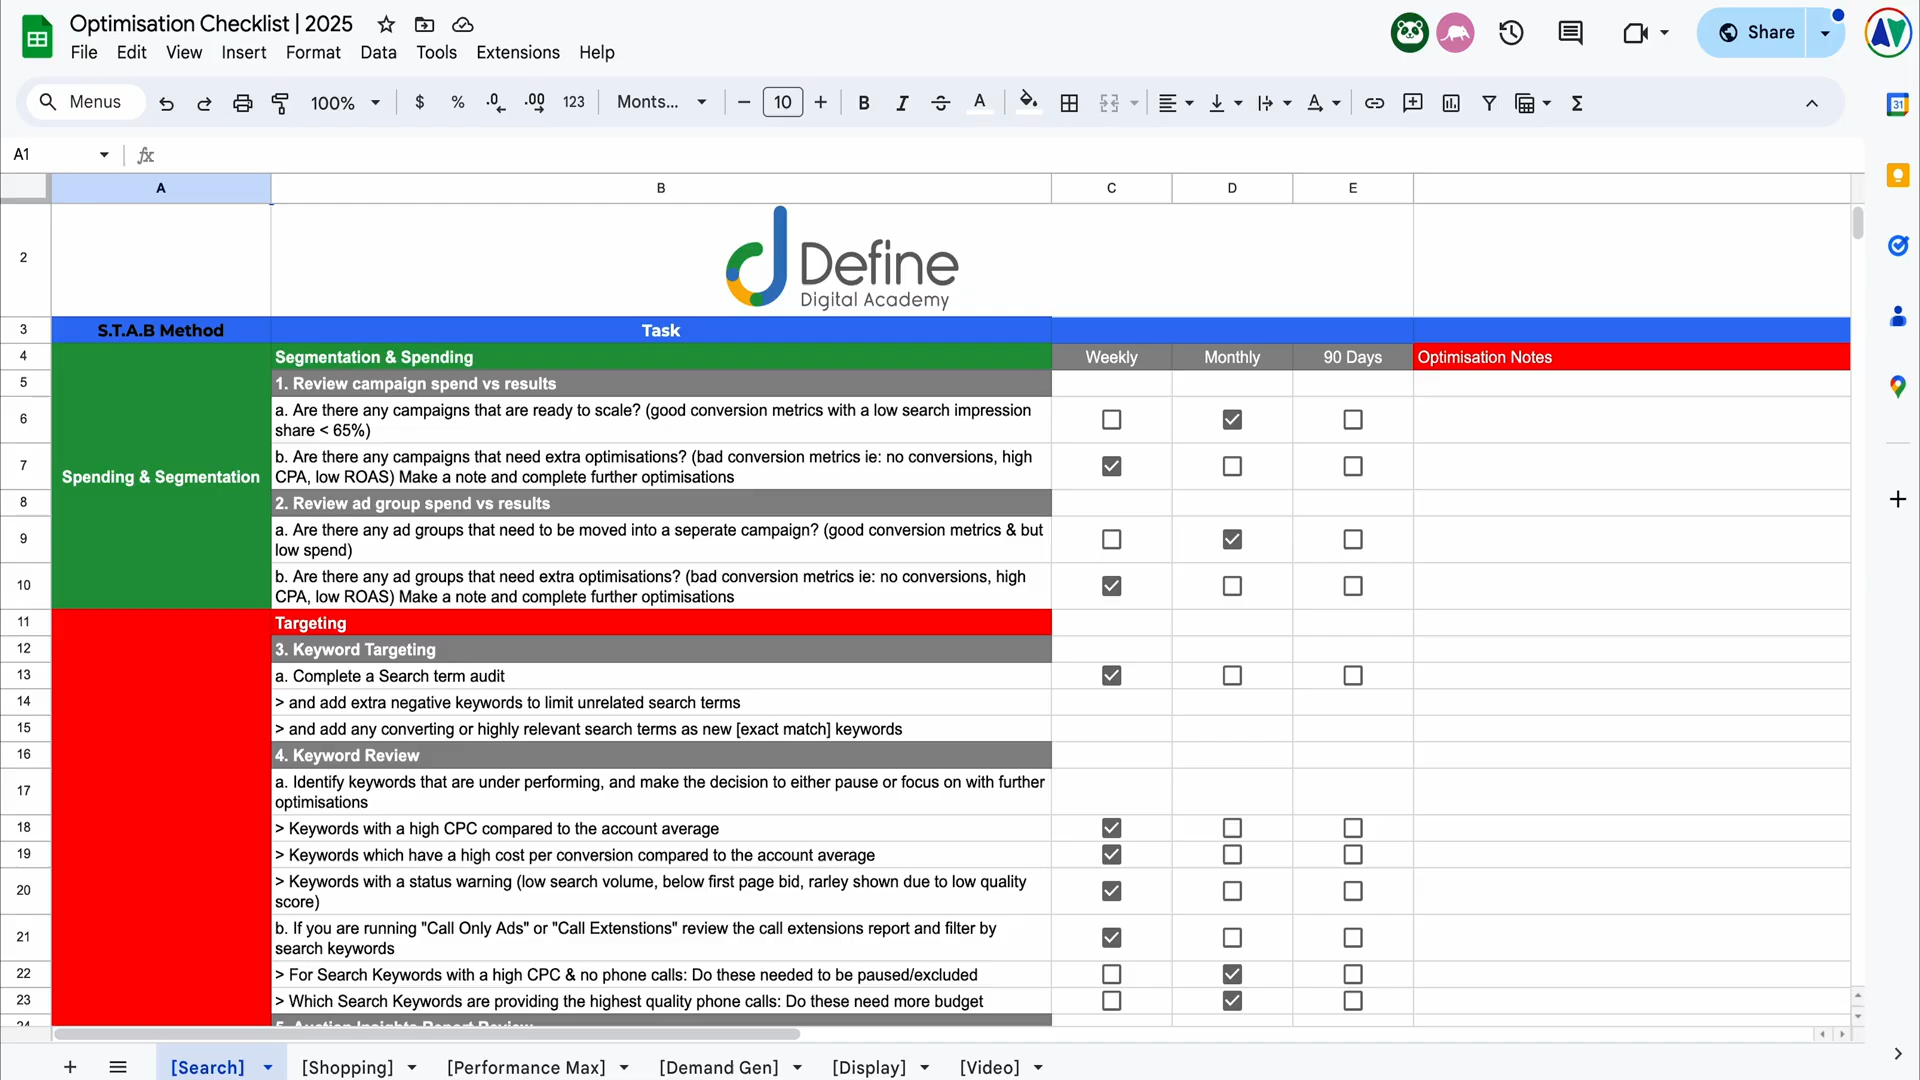 Optimisation Checklist | 2025
File Edit View Insert Format Data Tools Extensions Help
Share
Menus 100% $ % .0 .00 123 Monts... 10 B I A
31
A1 fx
A B C D E
2
Define
Digital Academy
3 S.T.A.B Method Task
4 Segmentation & Spending Weekly Monthly 90 Days Optimisation Notes
5 1. Review campaign spend vs results
6 a. Are there any campaigns that are ready to scale? (good conversion metrics with a low search impression
share < 65%)
7 b. Are there any campaigns that need extra optimisations? (bad conversion metrics ie: no conversions, high
Spending & Segmentation CPA, low ROAS) Make a note and complete further optimisations
8 2. Review ad group spend vs results
9 a. Are there any ad groups that need to be moved into a seperate campaign? (good conversion metrics & but
low spend)
10 b. Are there any ad groups that need extra optimisations? (bad conversion metrics ie: no conversions, high
CPA, low ROAS) Make a note and complete further optimisations
11 Targeting
12 3. Keyword Targeting
13 a. Complete a Search term audit
14 > and add extra negative keywords to limit unrelated search terms
15 > and add any converting or highly relevant search terms as new [exact match] keywords
16 4. Keyword Review
17 a. Identify keywords that are under performing, and make the decision to either pause or focus on with further
optimisations
18 > Keywords with a high CPC compared to the account average
19 > Keywords which have a high cost per conversion compared to the account average
20 > Keywords with a status warning (low search volume, below first page bid, rarley shown due to low quality
score)
21 b. If you are running "Call Only Ads" or "Call Extenstions" review the call extensions report and filter by
search keywords
22 > For Search Keywords with a high CPC & no phone calls: Do these needed to be paused/excluded
23 > Which Search Keywords are providing the highest quality phone calls: Do these need more budget
24 5. Auction Insights Report Review
[Search] [Shopping] [Performance Max] [Demand Gen] [Display] [Video]